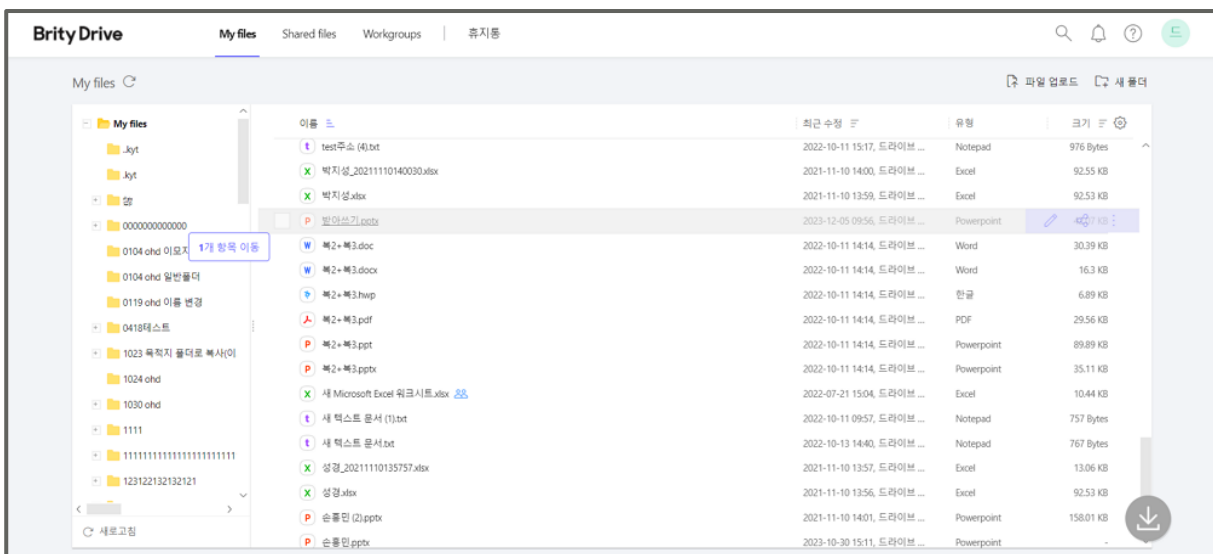 Brity Drive My files Shared files Workgroups 휴지통 드
My files 파일 업로드 새 폴더
My files
.kyt
.kyt
0000000000000
0104 ohd 이모지
1개 항목 이동
0104 ohd 일반폴더
0119 ohd 이름 변경
0418테스트
1023 목적지 폴더로 복사(이
1024 ohd
1030 ohd
1111
123122132132121
새로고침
이름 최근 수정 유형 크기
test주소 (4).txt 2022-10-11 15:17, 드라이브 ... Notepad 976 Bytes
박지성_20211110140030.xlsx 2021-11-10 14:00, 드라이브 ... Excel 92.55 KB
박지성.xlsx 2021-11-10 13:59, 드라이브 ... Excel 92.53 KB
받아쓰기.pptx 2023-12-05 09:56, 드라이브 ... Powerpoint KB
복2+복3.doc 2022-10-11 14:14, 드라이브 ... Word 30.39 KB
복2+복3.docx 2022-10-11 14:14, 드라이브 ... Word 16.3 KB
복2+복3.hwp 2022-10-11 14:14, 드라이브 ... 한글 6.89 KB
복2+복3.pdf 2022-10-11 14:14, 드라이브 ... PDF 29.56 KB
복2+복3.ppt 2022-10-11 14:14, 드라이브 ... Powerpoint 89.89 KB
복2+복3.pptx 2022-10-11 14:14, 드라이브 ... Powerpoint 35.11 KB
새 Microsoft Excel 워크시트.xlsx 2022-07-21 15:04, 드라이브 ... Excel 10.44 KB
새 텍스트 문서 (1).txt 2022-10-11 09:57, 드라이브 ... Notepad 757 Bytes
새 텍스트 문서.txt 2022-10-13 14:40, 드라이브 ... Notepad 767 Bytes
성경_20211110135757.xlsx 2021-11-10 13:57, 드라이브 ... Excel 13.06 KB
성경.xlsx 2021-11-10 13:56, 드라이브 ... Excel 92.53 KB
손흥민 (2).pptx 2021-11-10 14:01, 드라이브 ... Powerpoint 158.01 KB
손흥민.pptx 2023-10-30 15:11, 드라이브 ... Powerpoint -